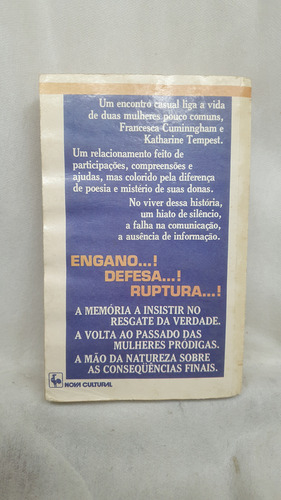 Um encontro casual liga a vida
de duas mulheres pouco comuns,
Francesca Cuminngham e
Katharine Tempest.
Um relacionamento feito de
participações, compreensões e
ajudas, mas colorido pela diferença
de poesia e mistério de suas donas.
No viver dessa história,
um hiato de silêncio,
a falha na comunicação,
a ausência de informação.
ENGANO...!
DEFESA...!
RUPTURA...!
A MEMÓRIA A INSISTIR NO
RESGATE DA VERDADE.
A VOLTA AO PASSADO DAS
MULHERES PRÓDIGAS.
A MÃO DA NATUREZA SOBRE
AS CONSEQÜÊNCIAS FINAIS.
NOVA CULTURAL